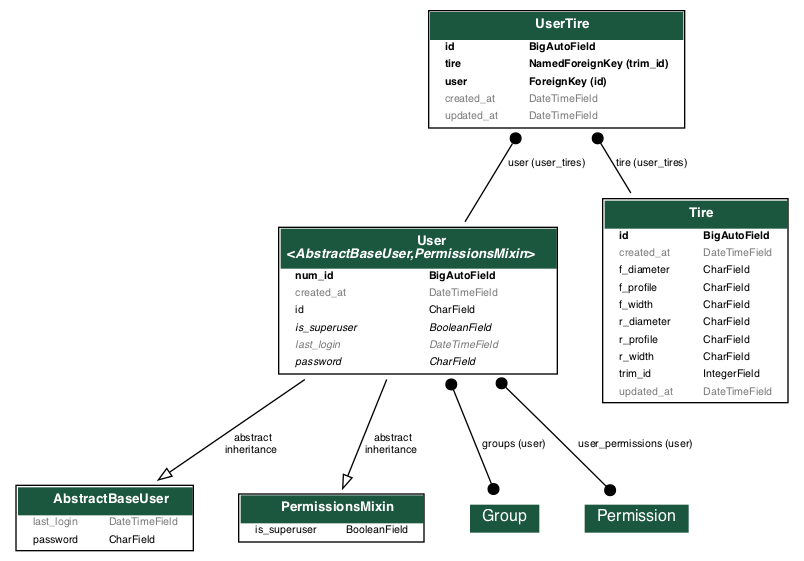 UserTire
id BigAutoField
tire NamedForeignKey (trim_id)
user ForeignKey (id)
created_at DateTimeField
updated_at DateTimeField
user (user_tires) tire (user_tires)
Tire
id BigAutoField
created_at DateTimeField
f_diameter CharField
f_profile CharField
f_width CharField
r_diameter CharField
r_profile CharField
r_width CharField
trim_id IntegerField
updated_at DateTimeField
User
<AbstractBaseUser,PermissionsMixin>
num_id BigAutoField
created_at DateTimeField
id CharField
is_superuser BooleanField
last_login DateTimeField
password CharField
abstract
inheritance
abstract
inheritance
groups (user)
user_permissions (user)
AbstractBaseUser
last_login DateTimeField
password CharField
PermissionsMixin
is_superuser BooleanField
Group
Permission